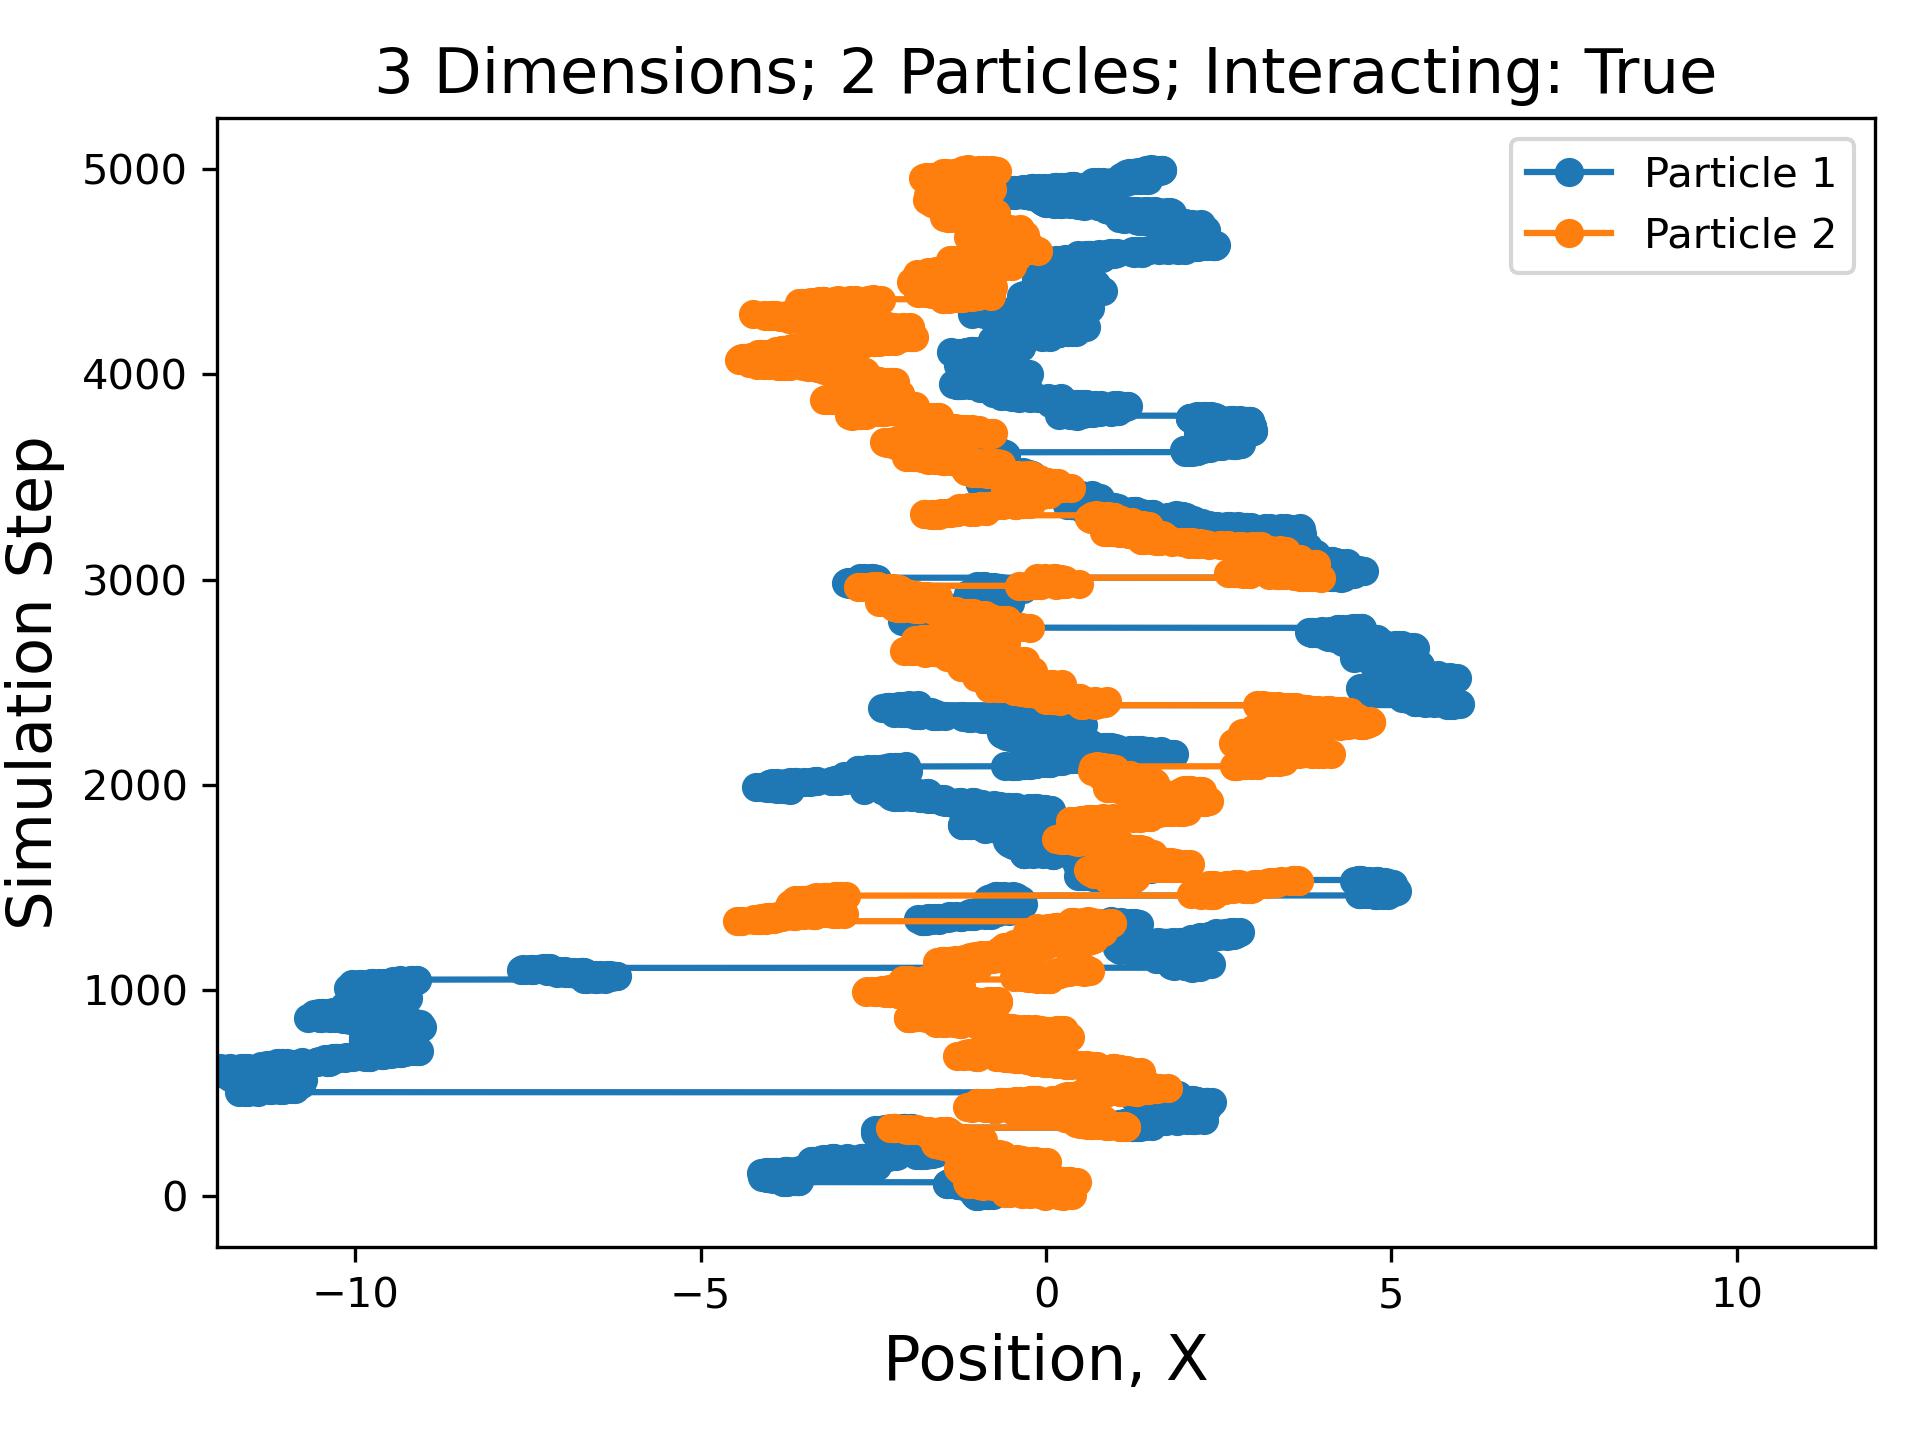 3 Dimensions; 2 Particles; Interacting: True
Particle 1
Particle 2
5000
4000
3000
2000
1000
0
Simulation Step
−10
−5
0
5
10
Position, X